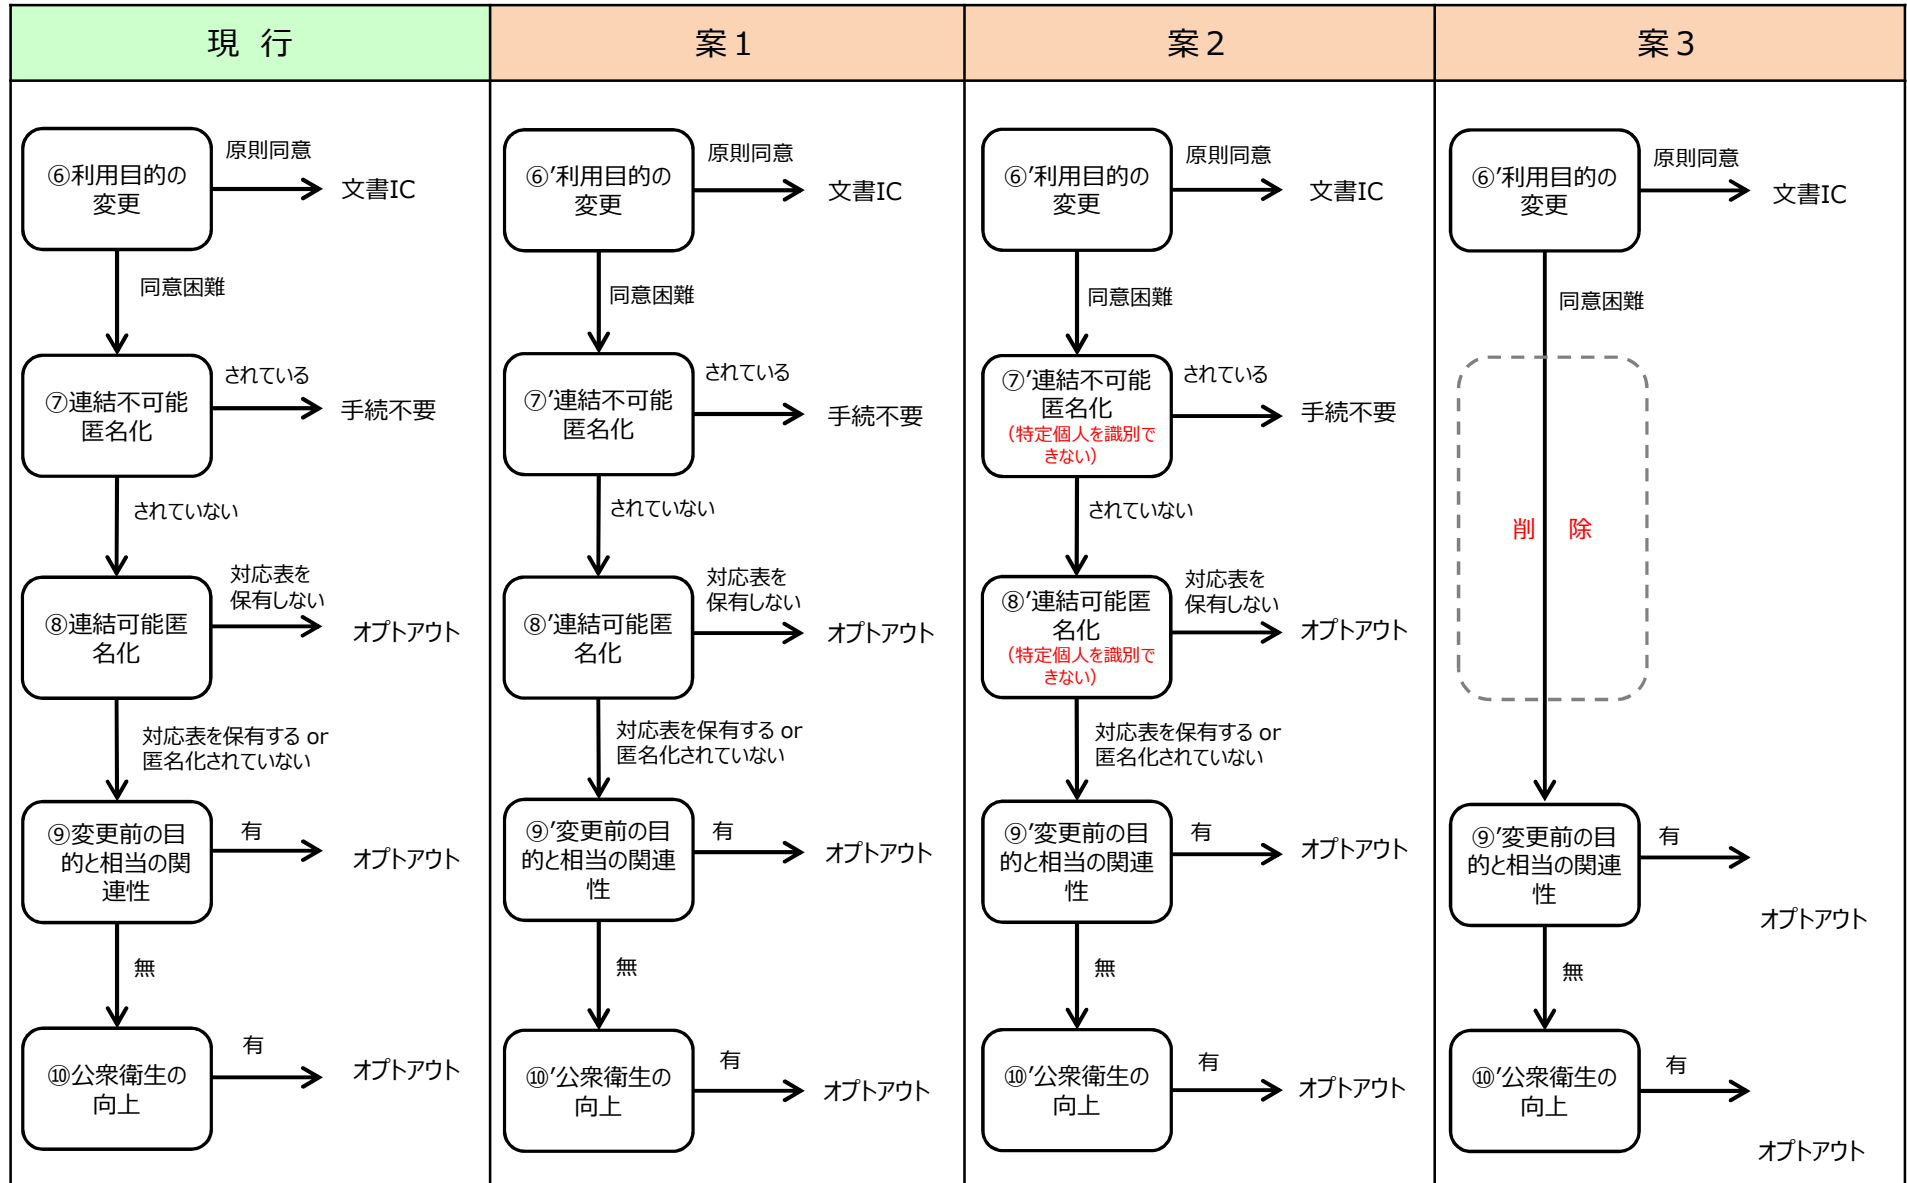 現 行
案１
案２
案３
⑥利用目的の
変更
原則同意
文書IC
同意困難
⑦連結不可能
匿名化
されている
手続不要
されていない
⑧連結可能匿
名化
対応表を
保有しない
オプトアウト
対応表を保有する or
匿名化されていない
⑨変更前の目
的と相当の関
連性
有
オプトアウト
無
⑩公衆衛生の
向上
有
オプトアウト
⑥’利用目的の
変更
原則同意
文書IC
同意困難
⑦’連結不可能
匿名化
されている
手続不要
されていない
⑧’連結可能匿
名化
対応表を
保有しない
オプトアウト
対応表を保有する or
匿名化されていない
⑨’変更前の目
的と相当の関連
性
有
オプトアウト
無
⑩’公衆衛生の
向上
有
オプトアウト
⑥’利用目的の
変更
原則同意
文書IC
同意困難
⑦’連結不可能
匿名化
（特定個人を識別で
きない）
されている
手続不要
されていない
⑧’連結可能匿
名化
（特定個人を識別で
きない）
対応表を
保有しない
オプトアウト
対応表を保有する or
匿名化されていない
⑨’変更前の目
的と相当の関連
性
有
オプトアウト
無
⑩’公衆衛生の
向上
有
オプトアウト
⑥’利用目的の
変更
原則同意
文書IC
同意困難
削 除
⑨’変更前の目
的と相当の関連
性
有
オプトアウト
無
⑩’公衆衛生の
向上
有
オプトアウト